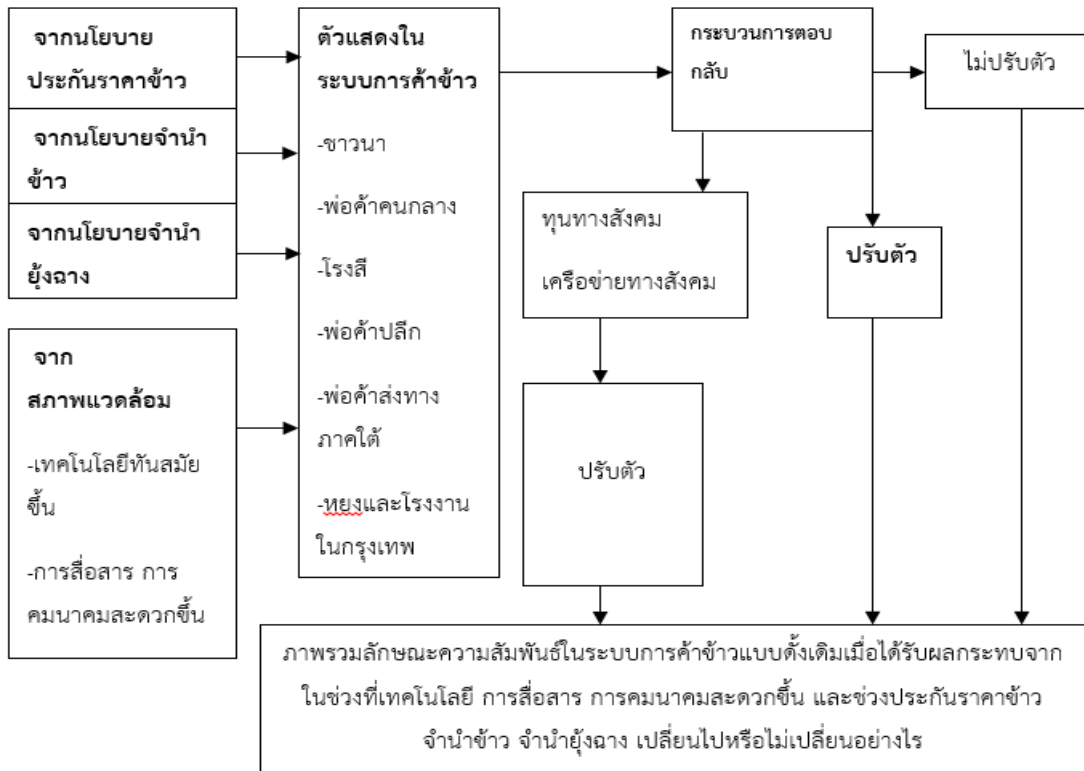 จากนโยบาย
ประกันราคาข้าว
จากนโยบายจำนำ
ข้าว
จากนโยบายจำนำ
ยุ้งฉาง
จาก
สภาพแวดล้อม
-เทคโนโลยีทันสมัย
ขึ้น
-การสื่อสาร การ
คมนาคมสะดวกขึ้น
ตัวแสดงใน
ระบบการค้าข้าว
-ชาวนา
-พ่อค้าคนกลาง
-โรงสี
-พ่อค้าปลีก
-พ่อค้าส่งทาง
ภาคใต้
-หยงและโรงงาน
ในกรุงเทพ
กระบวนการตอบ
กลับ
ไม่ปรับตัว
ทุนทางสังคม
เครือข่ายทางสังคม
ปรับตัว
ปรับตัว
ภาพรวมลักษณะความสัมพันธ์ในระบบการค้าข้าวแบบดั้งเดิมเมื่อได้รับผลกระทบจาก
ในช่วงที่เทคโนโลยี การสื่อสาร การคมนาคมสะดวกขึ้น และช่วงประกันราคาข้าว
จำนำข้าว จำนำยุ้งฉาง เปลี่ยนไปหรือไม่เปลี่ยนอย่างไร